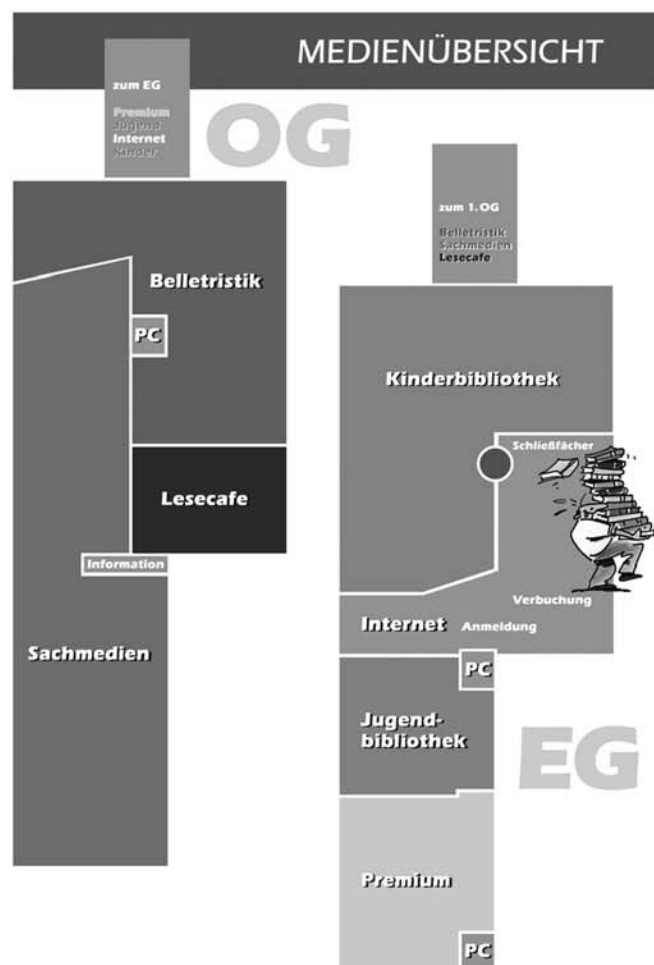 MEDIENÜBERSICHT
zum EG
Premium
Jugend
Internet
Kinder
OG
Belletristik
PC
Lesecafe
Information
Sachmedien
zum 1. OG
Belletristik
Sachmedien
Lesecafe
Kinderbibliothek
Schließfächer
Verbuchung
Internet
Anmeldung
PC
Jugend-
bibliothek
EG
Premium
PC